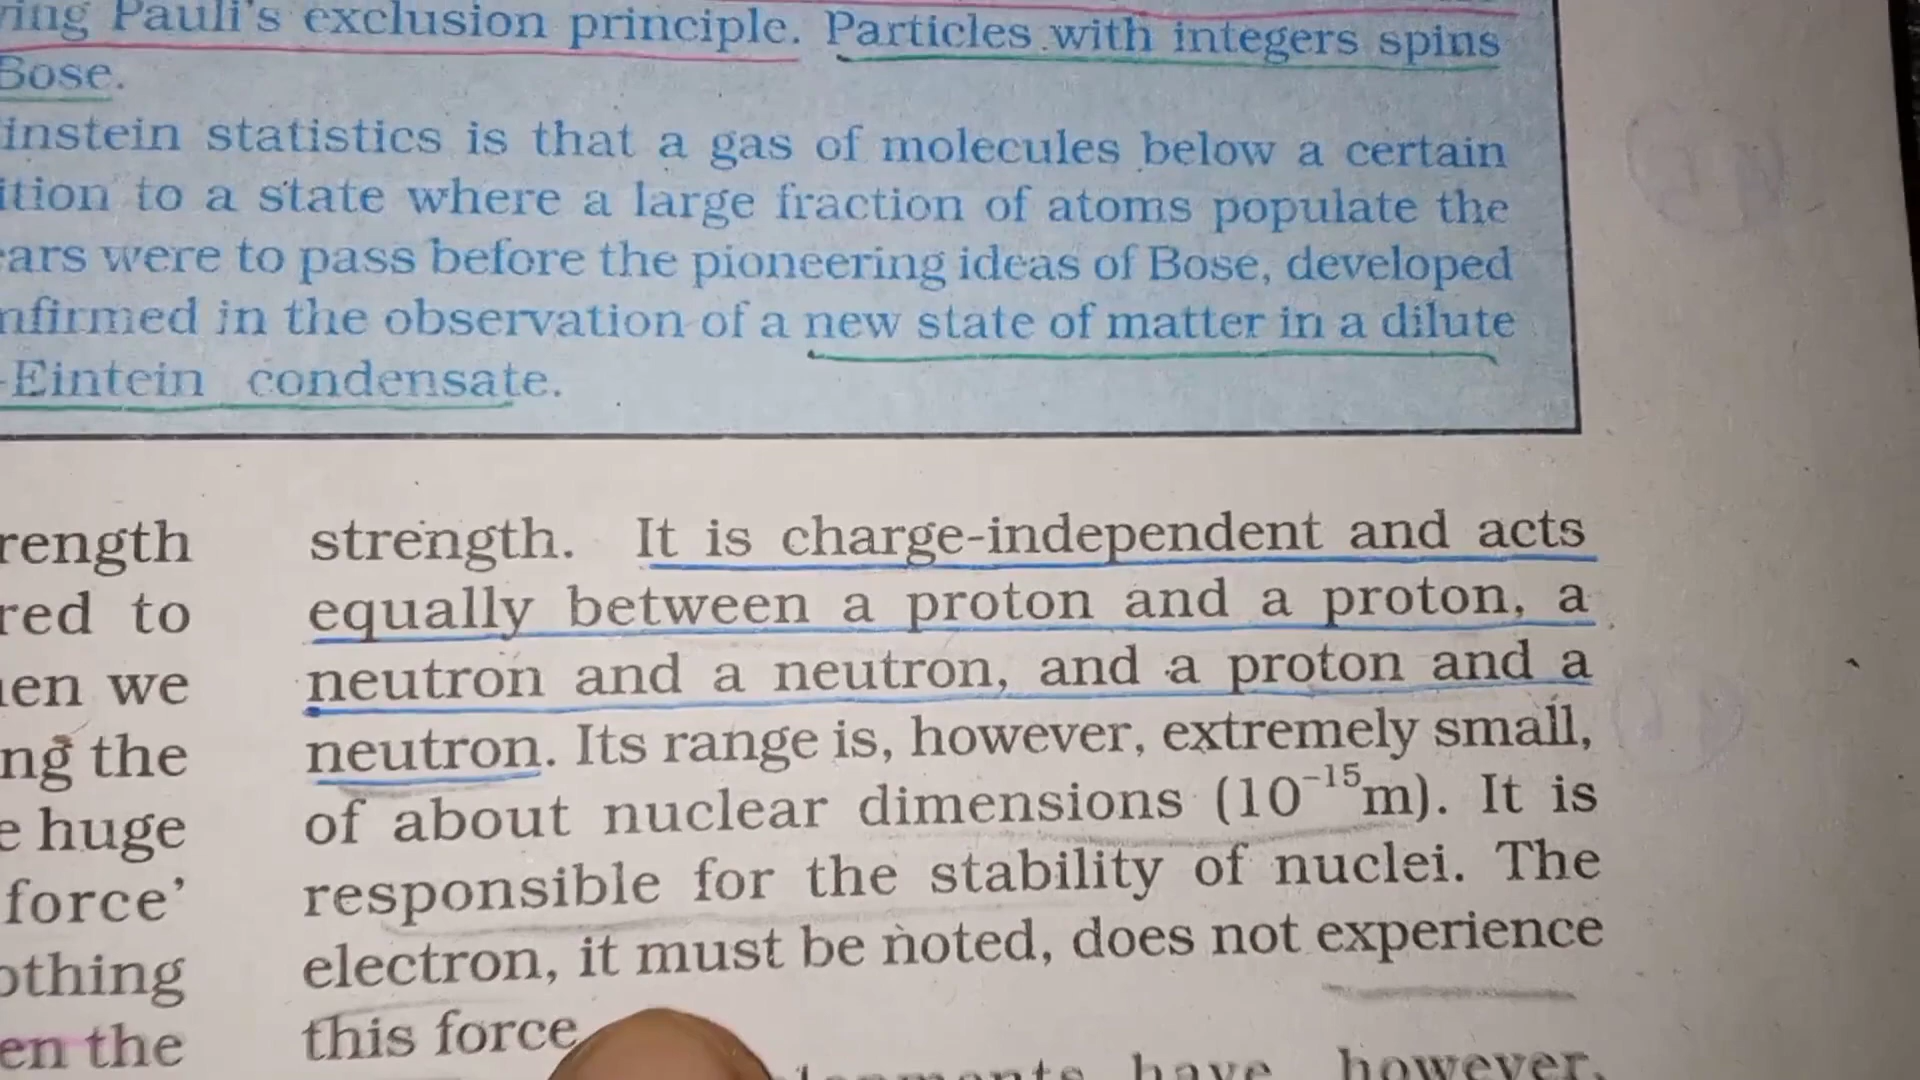 Pauli's exclusion principle. Particles with integers spins
Bose.
instein statistics is that a gas of molecules below a certain
ition to a state where a large fraction of atoms populate the
ars were to pass before the pioneering ideas of Bose, developed
nfirmed in the observation of a new state of matter in a dilute
-Eintein condensate.
rength
red to
en we
ng the
e huge
force’
othing
en the
strength. It is charge-independent and acts
equally between a proton and a proton, a
neutron and a neutron, and a proton and a
neutron. Its range is, however, extremely small,
of about nuclear dimensions (10⁻¹⁵m). It is
responsible for the stability of nuclei. The
electron, it must be noted, does not experience
this force
have however,